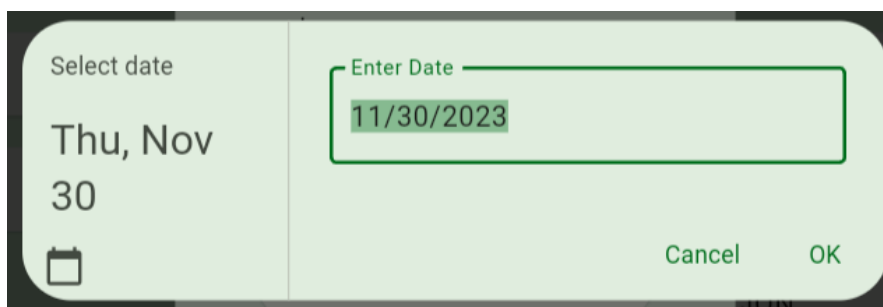 Select date
Thu, Nov
30
Enter Date
11/30/2023
Cancel OK